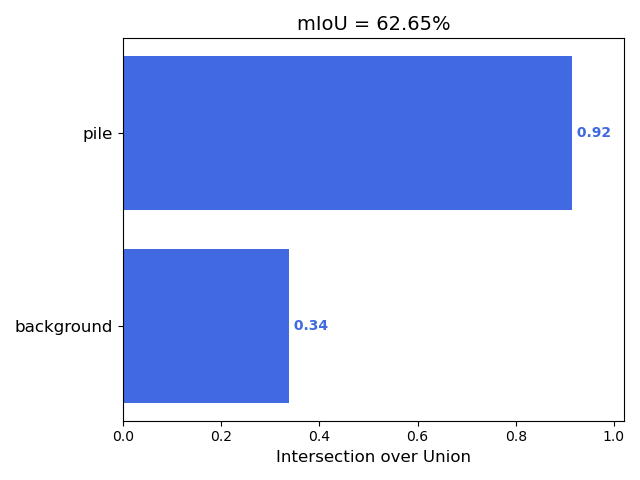 mIoU = 62.65%
pile
0.92
background
0.34
0.0 0.2 0.4 0.6 0.8 1.0
Intersection over Union